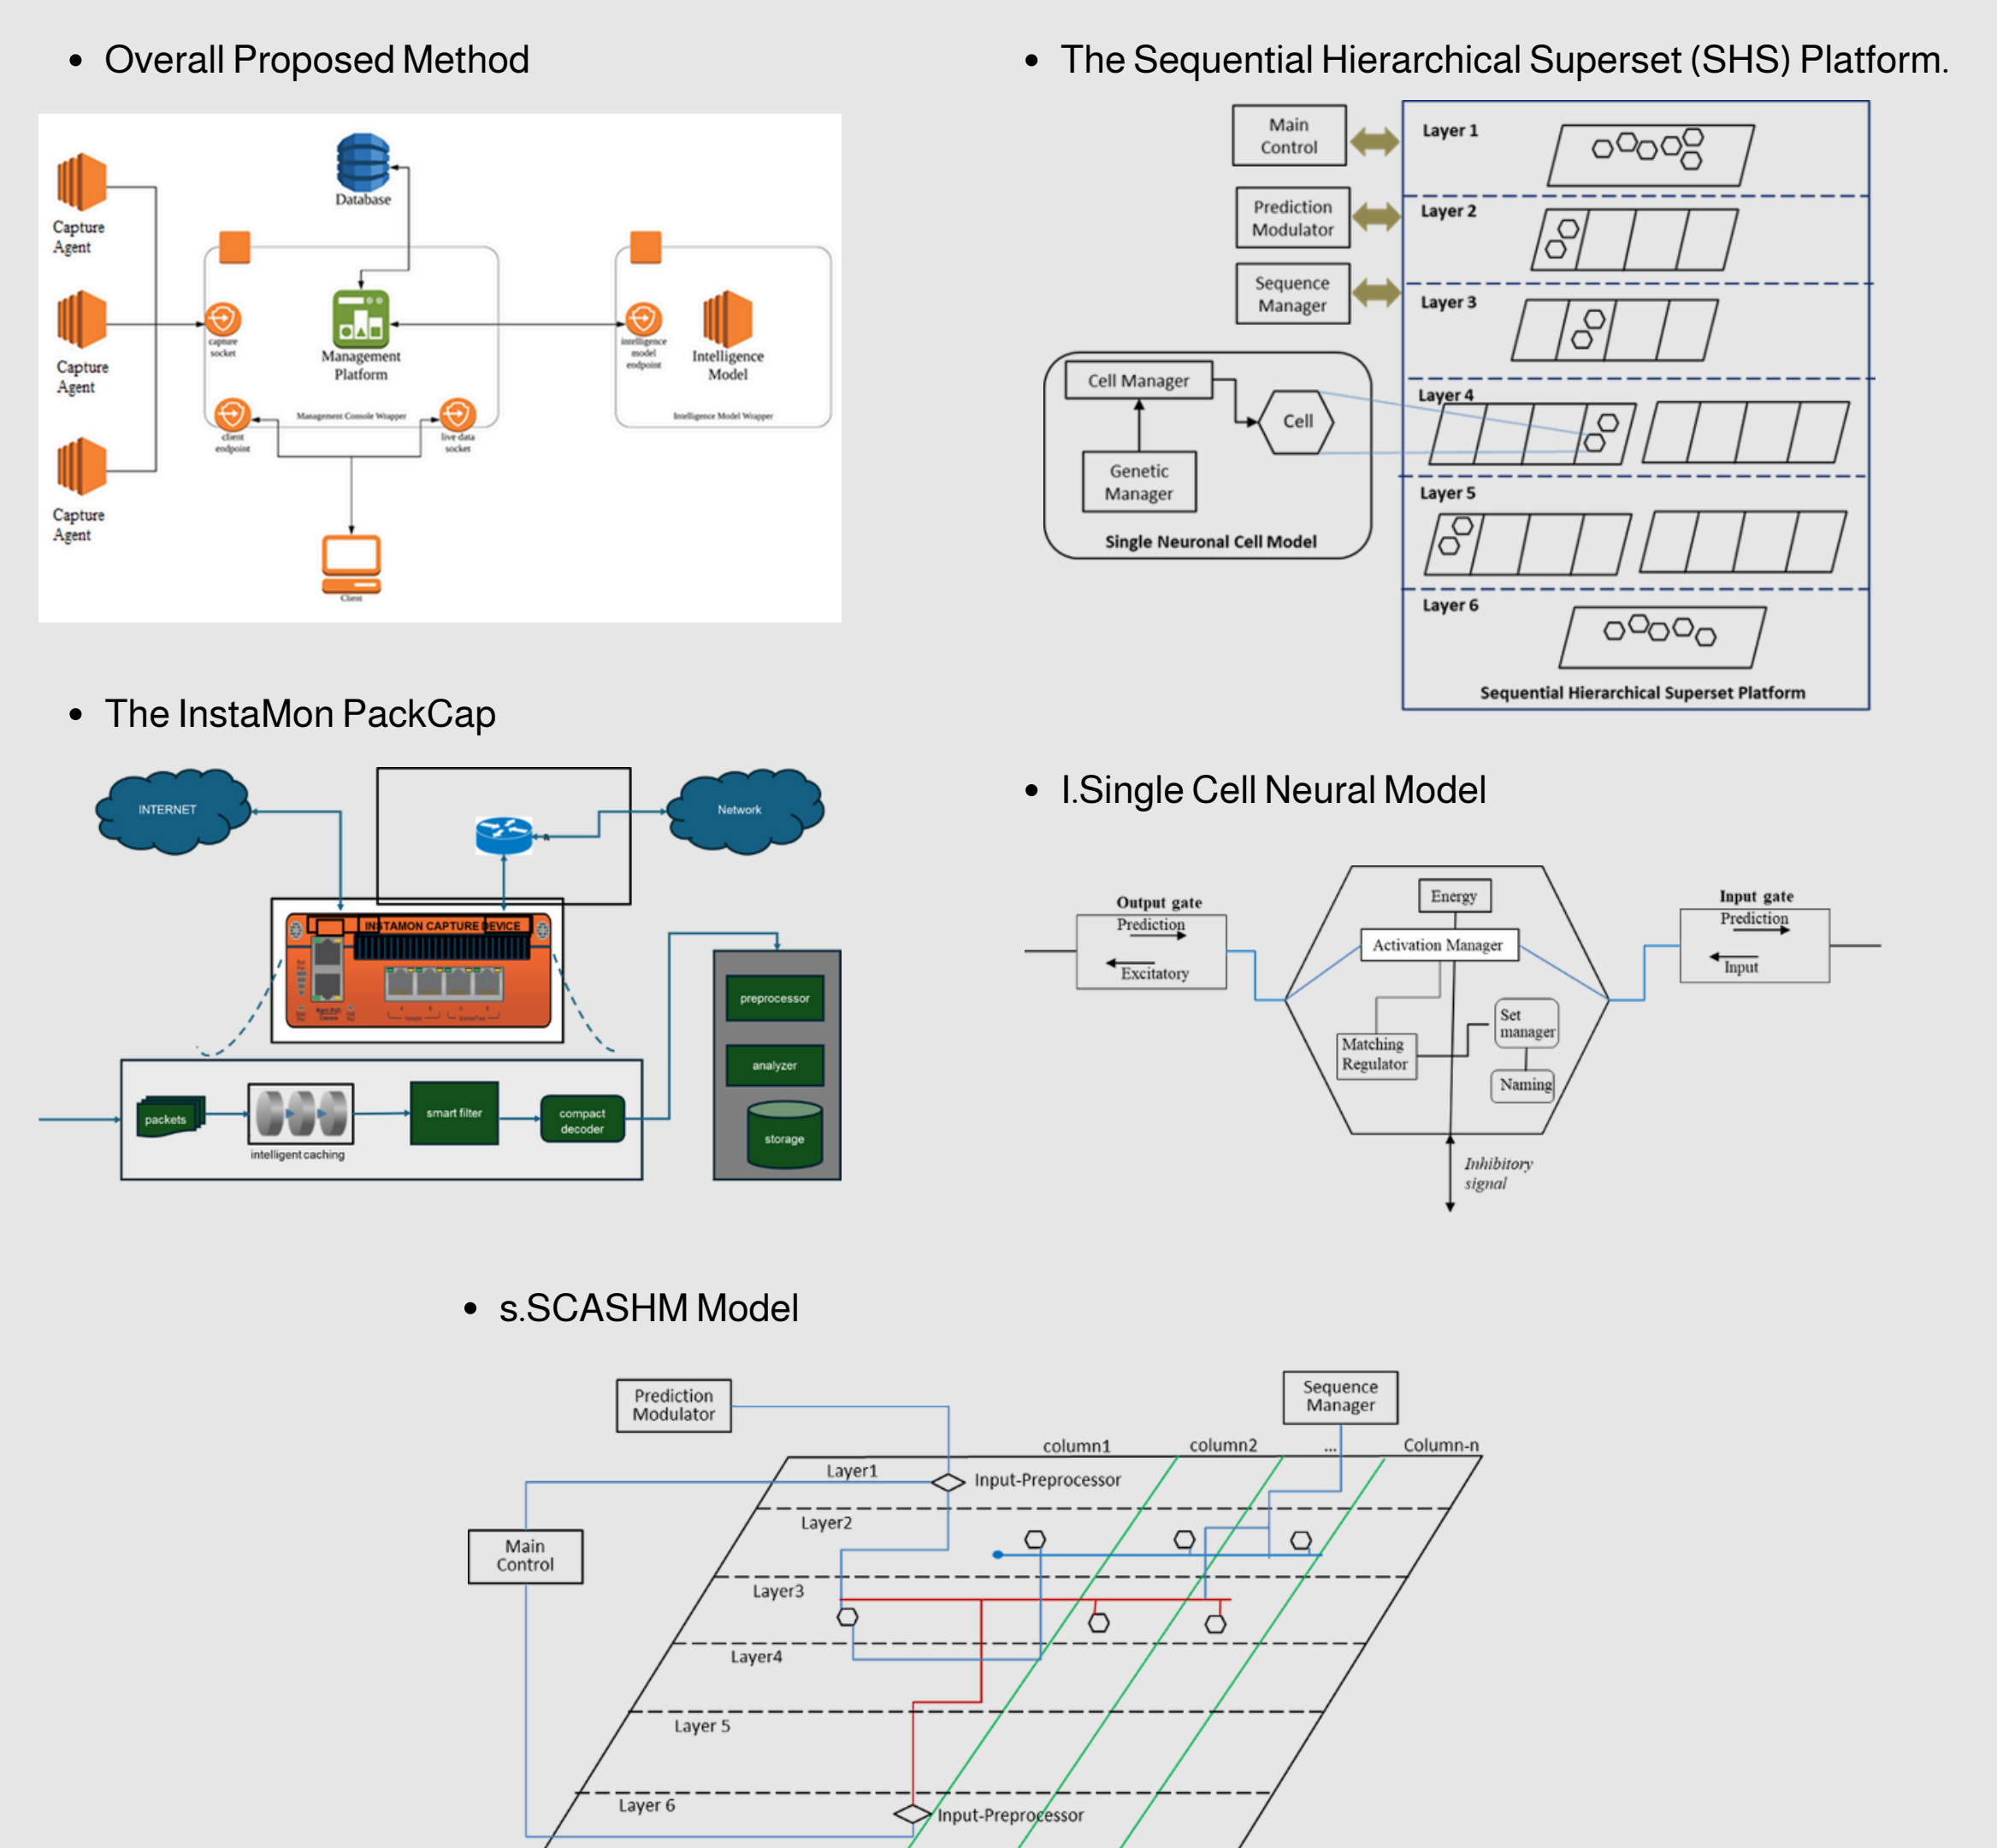 • Overall Proposed Method
Database
Capture
Agent
Capture
Agent
Capture
Agent
capture
socket
Management
Platform
intelligence
model
endpoint
Intelligence
Model
client
endpoint
Management Console Wrapper
live data
socket
Intelligence Model Wrapper
Client
• The Sequential Hierarchical Superset (SHS) Platform.
Main
Control
Prediction
Modulator
Sequence
Manager
Cell Manager
Cell
Genetic
Manager
Single Neuronal Cell Model
Layer 1
Layer 2
Layer 3
Layer 4
Layer 5
Layer 6
Sequential Hierarchical Superset Platform
• The InstaMon PackCap
INTERNET
Network
INSTAMON CAPTURE DEVICE
A B A B
packets
intelligent caching
smart filter
compact
decoder
preprocessor
analyzer
storage
• I.Single Cell Neural Model
Output gate
Prediction
Excitatory
Energy
Activation Manager
Matching
Regulator
Set
manager
Naming
Inhibitory
signal
Input gate
Prediction
Input
• s.SCASHM Model
Prediction
Modulator
Sequence
Manager
column1 column2 ... Column-n
Layer1
Input-Preprocessor
Main
Control
Layer2
Layer3
Layer4
Layer 5
Layer 6
Input-Preprocessor